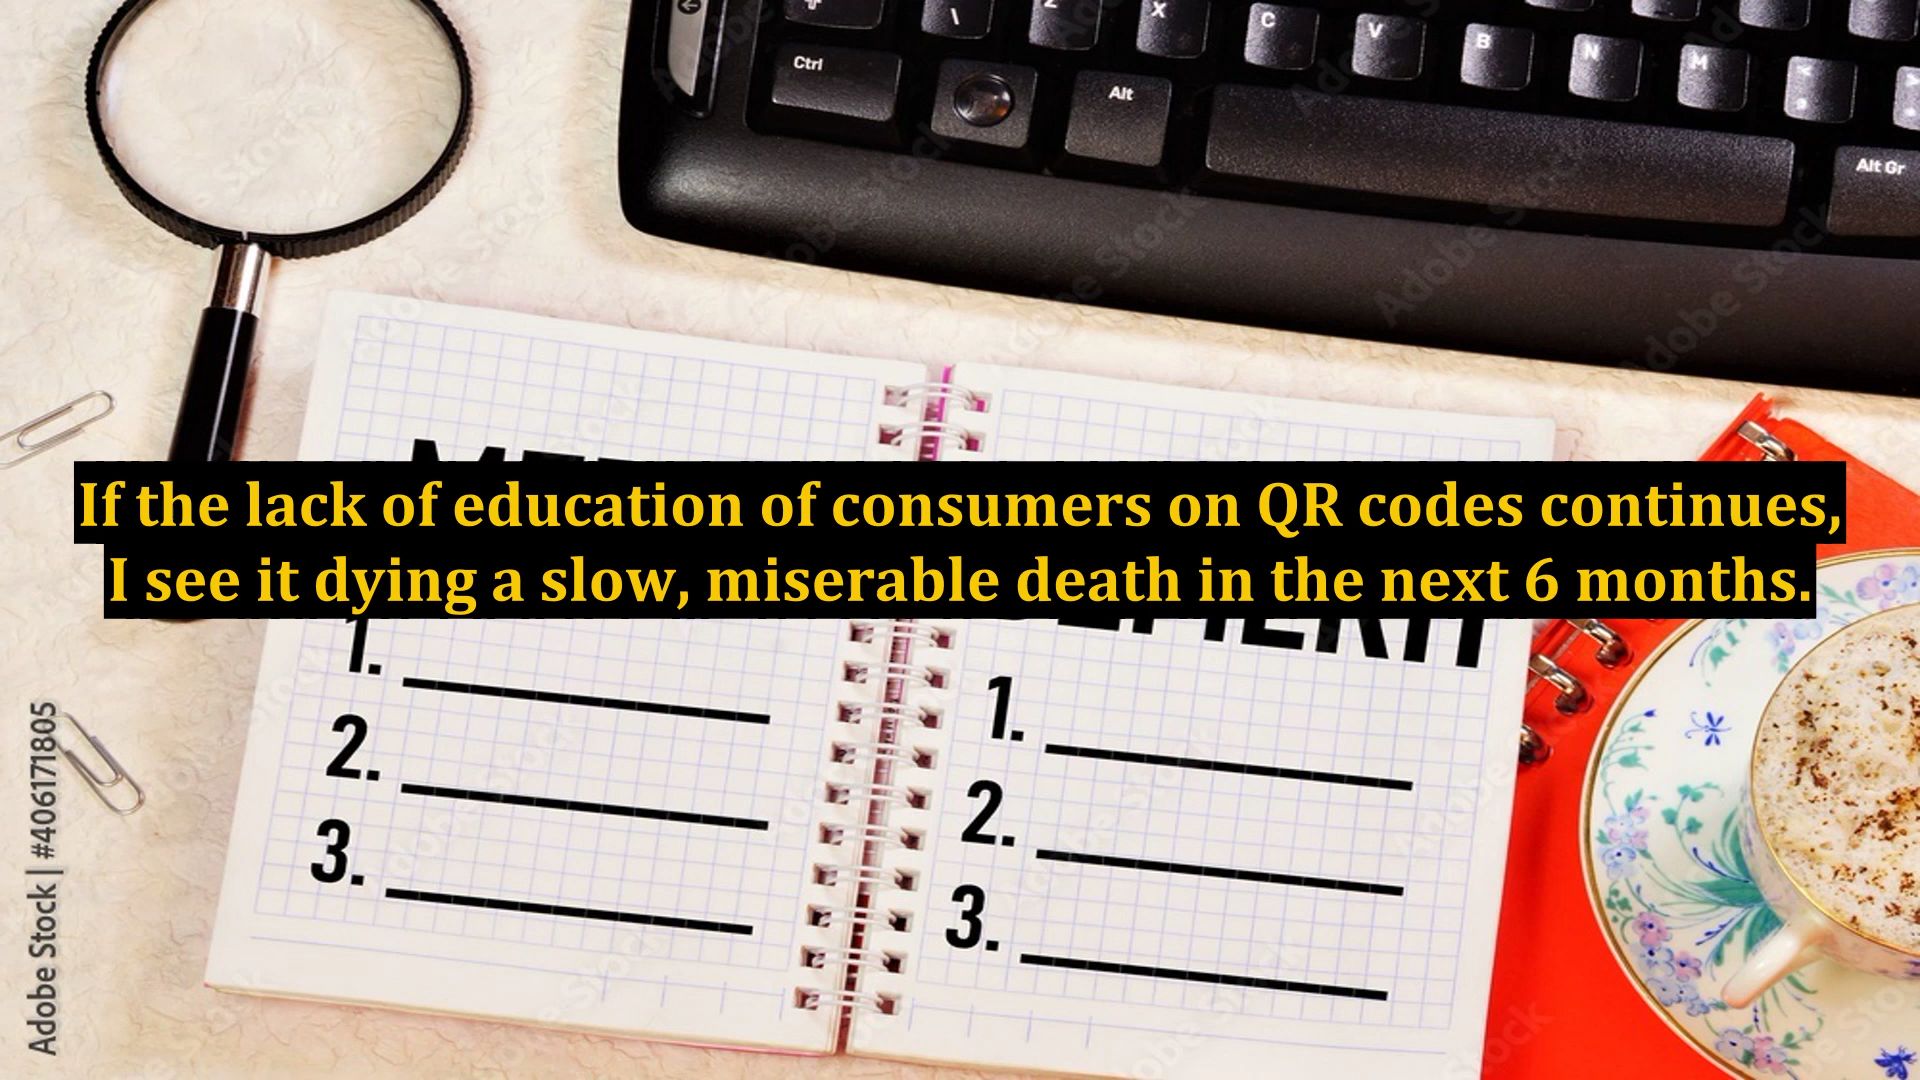 \ Z X C V B N M
Ctrl Alt Alt Gr
If the lack of education of consumers on QR codes continues,
I see it dying a slow, miserable death in the next 6 months.
1.
2.
3.
DEMERIT
1.
2.
3.
Adobe Stock | #406171805